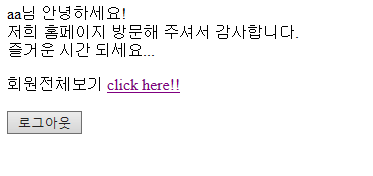 aa님 안녕하세요!
저희 홈페이지 방문해 주셔서 감사합니다.
즐거운 시간 되세요...
회원전체보기 click here!!
로그아웃